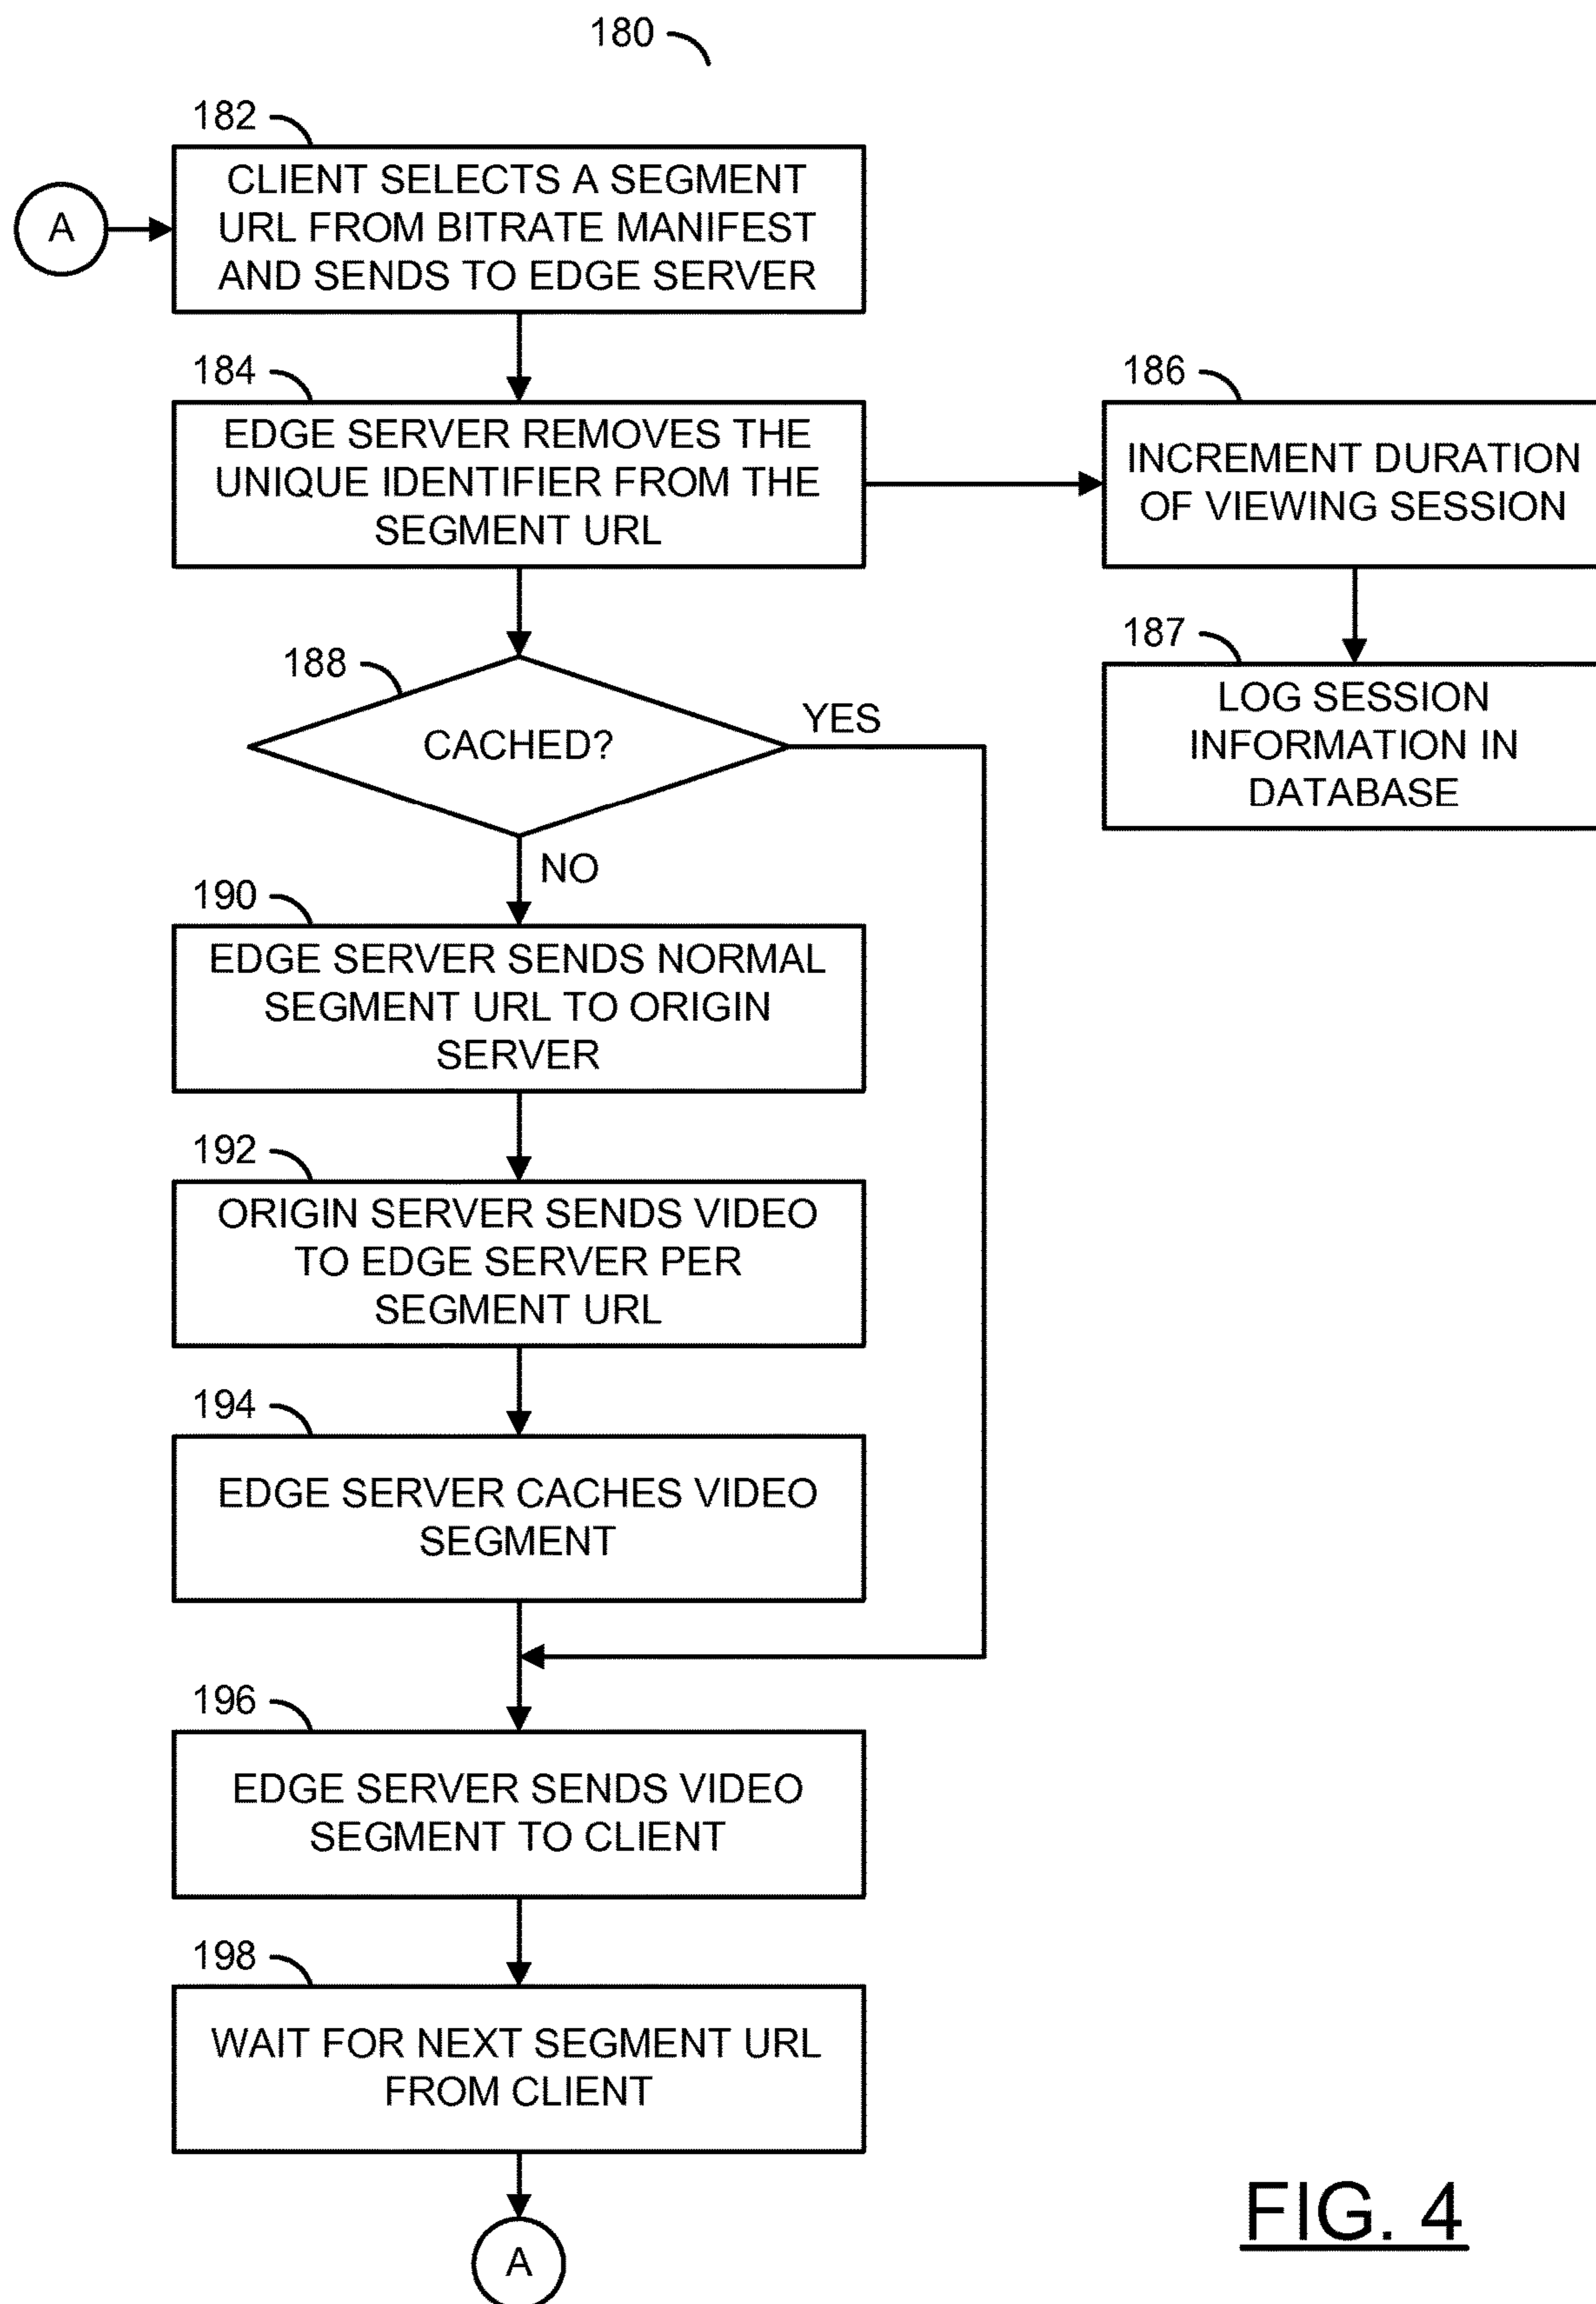 180
182
CLIENT SELECTS A SEGMENT
URL FROM BITRATE MANIFEST
AND SENDS TO EDGE SERVER
A
184
EDGE SERVER REMOVES THE
UNIQUE IDENTIFIER FROM THE
SEGMENT URL
186
INCREMENT DURATION
OF VIEWING SESSION
187
LOG SESSION
INFORMATION IN
DATABASE
188
CACHED?
YES
NO
190
EDGE SERVER SENDS NORMAL
SEGMENT URL TO ORIGIN
SERVER
192
ORIGIN SERVER SENDS VIDEO
TO EDGE SERVER PER
SEGMENT URL
194
EDGE SERVER CACHES VIDEO
SEGMENT
196
EDGE SERVER SENDS VIDEO
SEGMENT TO CLIENT
198
WAIT FOR NEXT SEGMENT URL
FROM CLIENT
A
FIG. 4